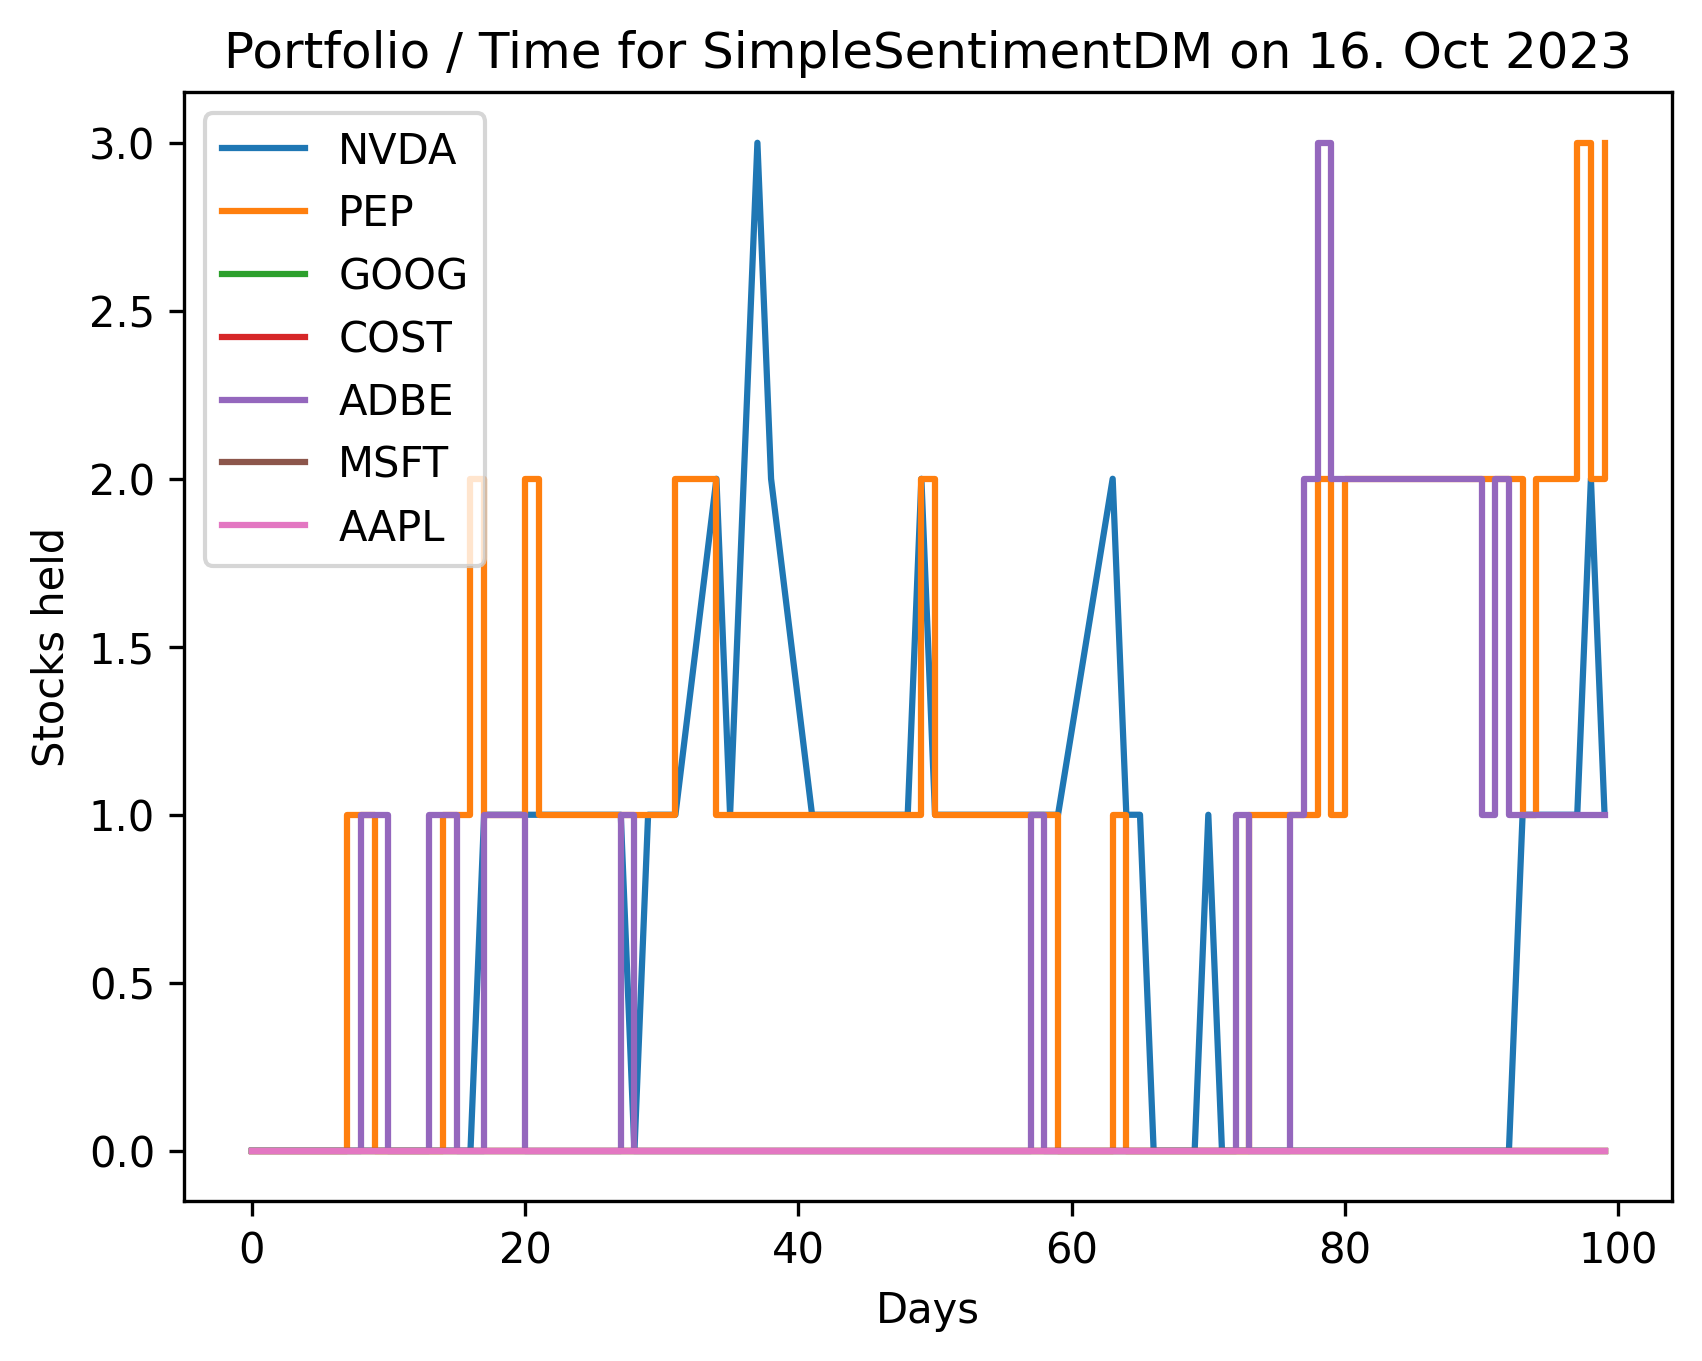 Portfolio / Time for SimpleSentimentDM on 16. Oct 2023
NVDA
PEP
GOOG
COST
ADBE
MSFT
AAPL
3.0
2.5
2.0
1.5
1.0
0.5
0.0
Stocks held
0 20 40 60 80 100
Days